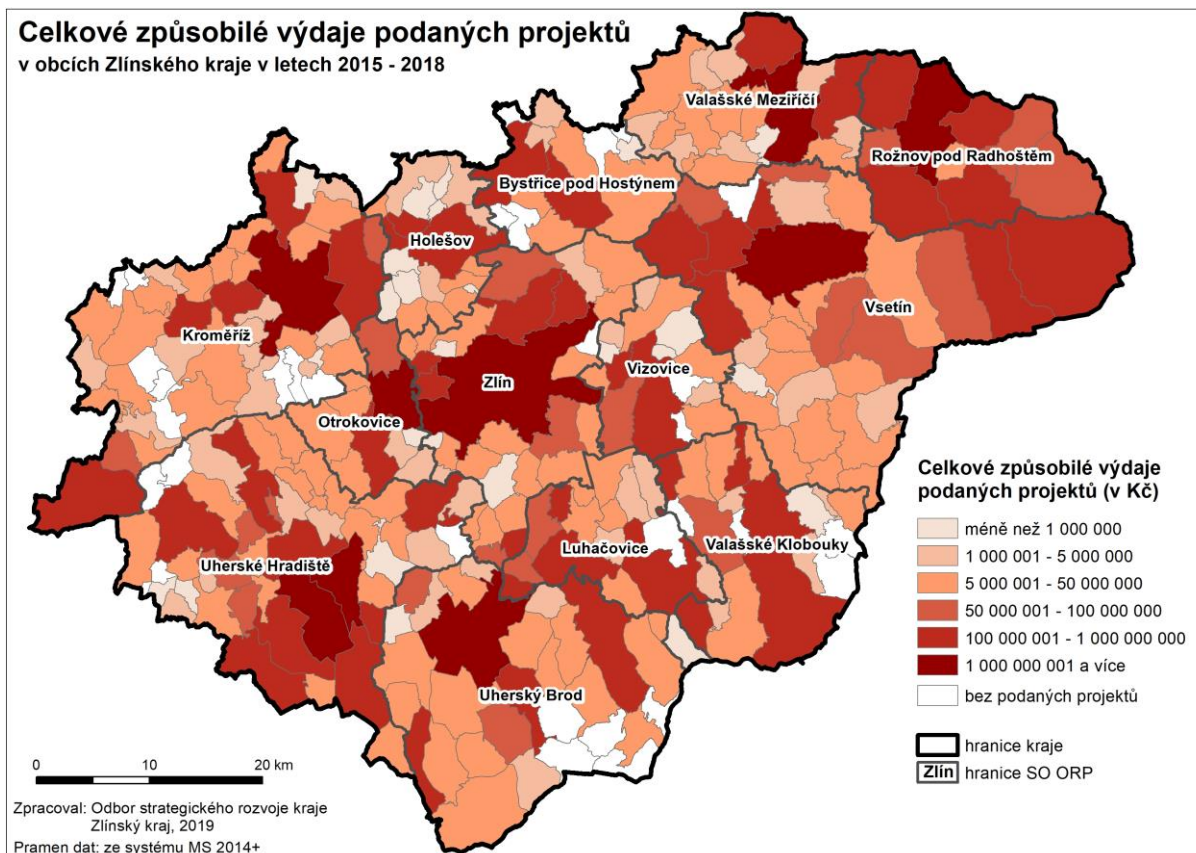 Celkové způsobilé výdaje podaných projektů
v obcích Zlínského kraje v letech 2015 - 2018
Valašské Meziříčí
Rožnov pod Radhoštěm
Bystřice pod Hostýnem
Holešov
Vsetín
Kroměříž
Vizovice
Zlín
Otrokovice
Luhačovice
Valašské Klobouky
Uherské Hradiště
Uherský Brod
Celkové způsobilé výdaje
podaných projektů (v Kč)
méně než 1 000 000
1 000 001 - 5 000 000
5 000 001 - 50 000 000
50 000 001 - 100 000 000
100 000 001 - 1 000 000 000
1 000 000 001 a více
bez podaných projektů
hranice kraje
Zlín hranice SO ORP
0 10 20 km
Zpracoval: Odbor strategického rozvoje kraje
Zlínský kraj, 2019
Pramen dat: ze systému MS 2014+